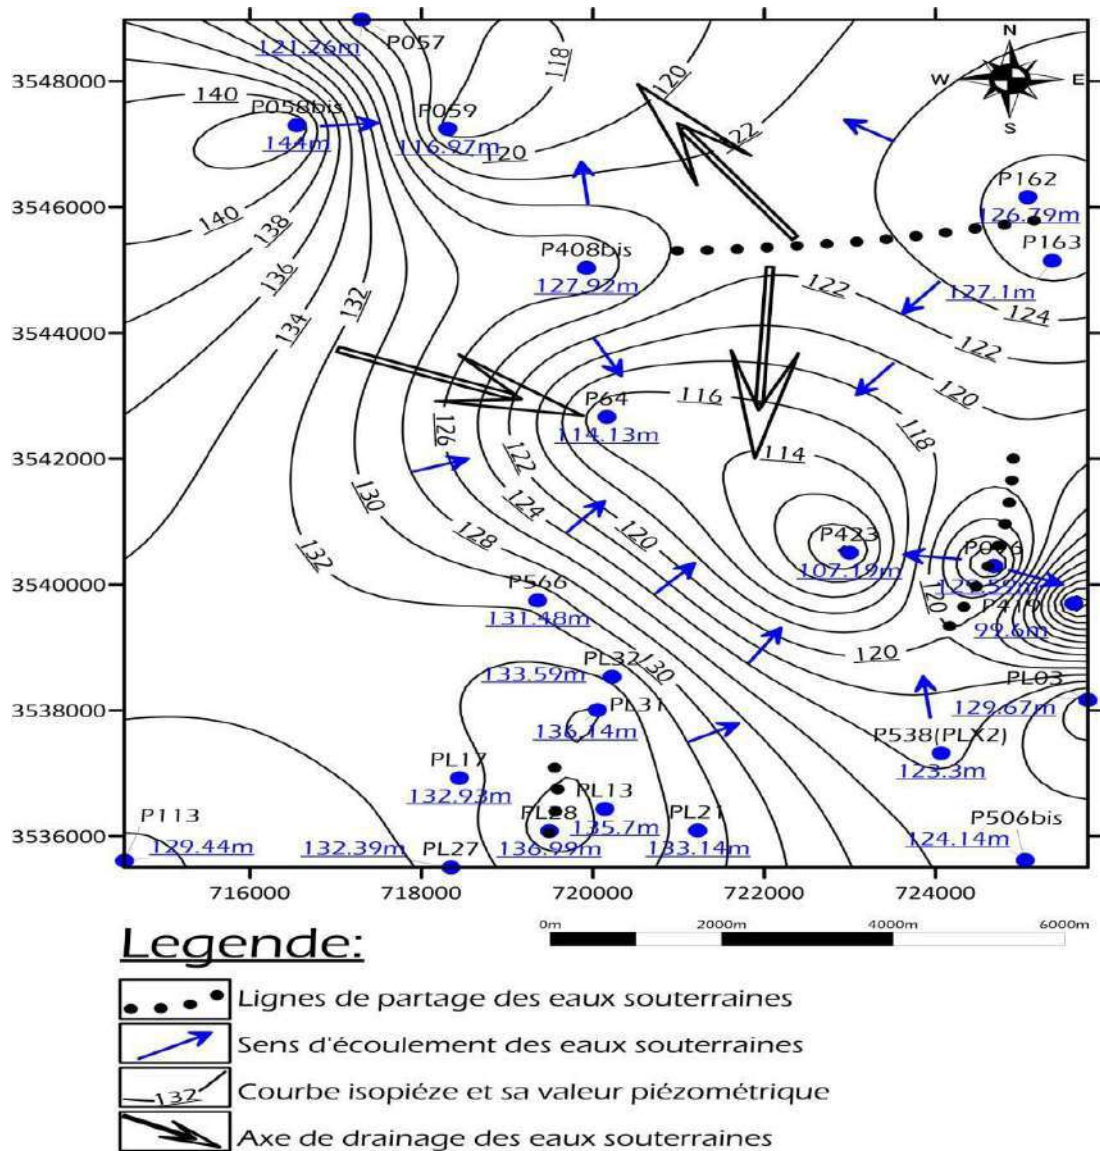 3548000
3546000
3544000
3542000
3540000
3538000
3536000
716000
718000
720000
722000
724000
N
W
E
S
P057
121.26m
118
120
140
P058bis
144m
P059
116.97m
120
122
P162
126.79m
140
138
136
134
132
P408bis
127.92m
P163
127.1m
124
122
122
120
P64
114.13m
116
118
126
122
124
114
120
130
128
132
P423
107.19m
P566
131.48m
120
P419
99.6m
120
PL32
133.59m
130
PL03
129.67m
PL31
136.14m
P538(PLX2)
123.3m
PL17
132.93m
PL13
135.7m
PL28
136.99m
PL21
133.14m
P113
129.44m
132.39m
PL27
P506bis
124.14m
0m
2000m
4000m
6000m
Legende:
Lignes de partage des eaux souterraines
Sens d'écoulement des eaux souterraines
132
Courbe isopiéze et sa valeur piézométrique
Axe de drainage des eaux souterraines